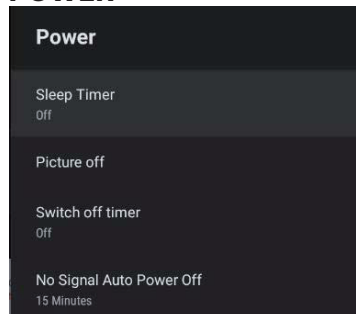 Power
Sleep Timer
Off
Picture off
Switch off timer
Off
No Signal Auto Power Off
15 Minutes